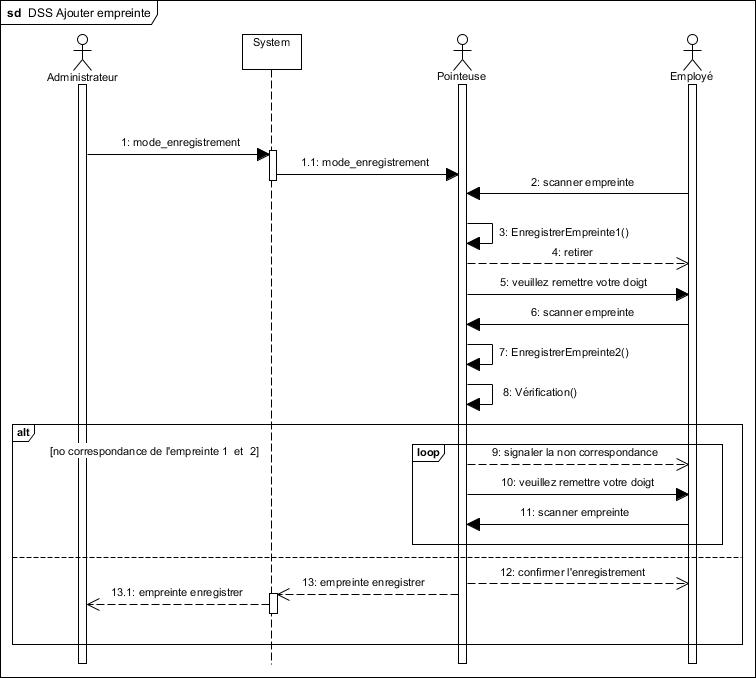 sd DSS Ajouter empreinte
System
Administrateur
Pointeuse
Employé
1: mode_enregistrement
1.1: mode_enregistrement
2: scanner empreinte
3: EnregistrerEmpreinte1()
4: retirer
5: veuillez remettre votre doigt
6: scanner empreinte
7: EnregistrerEmpreinte2()
8: Vérification()
alt
[no correspondance de l'empreinte 1 et 2]
loop
9: signaler la non correspondance
10: veuillez remettre votre doigt
11: scanner empreinte
12: confirmer l'enregistrement
13: empreinte enregistrer
13.1: empreinte enregistrer